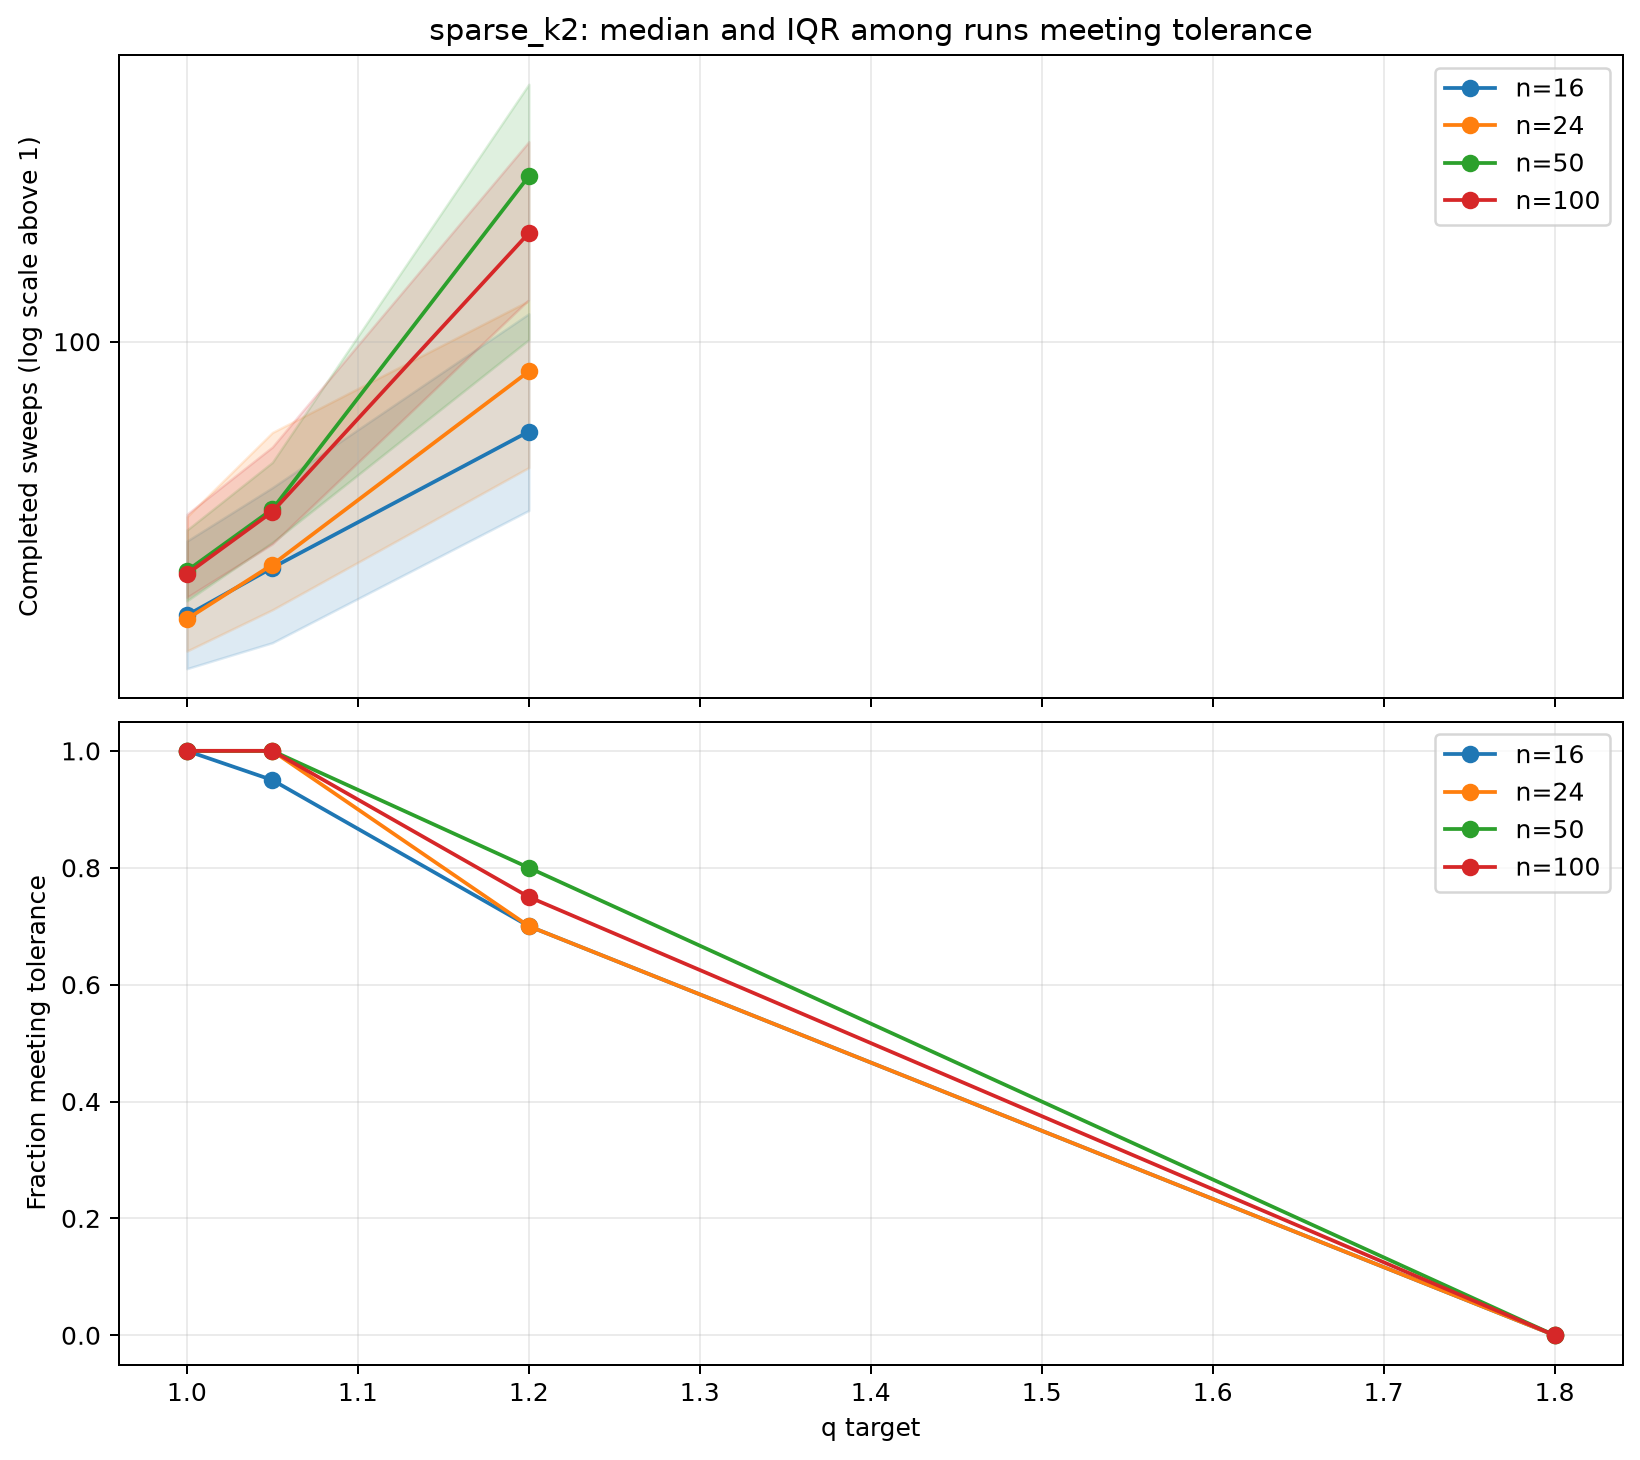 sparse_k2: median and IQR among runs meeting tolerance
Completed sweeps (log scale above 1)
100
n=16
n=24
n=50
n=100
Fraction meeting tolerance
1.0
0.8
0.6
0.4
0.2
0.0
n=16
n=24
n=50
n=100
1.0 1.1 1.2 1.3 1.4 1.5 1.6 1.7 1.8
q target